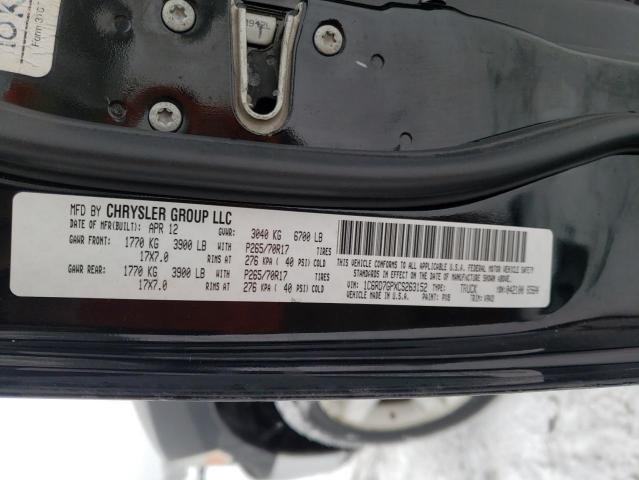 MFD BY CHRYSLER GROUP LLC
DATE OF MFR(BUILT): APR 12 GVWR: 3040 KG 6700 LB
GAWR FRONT: 1770 KG 3900 LB WITH P265/70R17 TIRES
17X7.0 RIMS AT 276 KPA ( 40 PSI) COLD
GAWR REAR: 1770 KG 3900 LB WITH P265/70R17 TIRES
17X7.0 RIMS AT 276 KPA ( 40 PSI) COLD
THIS VEHICLE CONFORMS TO ALL APPLICABLE U.S.A. FEDERAL MOTOR VEHICLE SAFETY
STANDARDS IN EFFECT ON THE DATE OF MANUFACTURE SHOWN ABOVE.
VIN: 1C6RD7GPXCS263152 TYPE: TRUCK MDH:
VEHICLE MADE IN U.S.A. PAINT: PXB TRIM:
Form